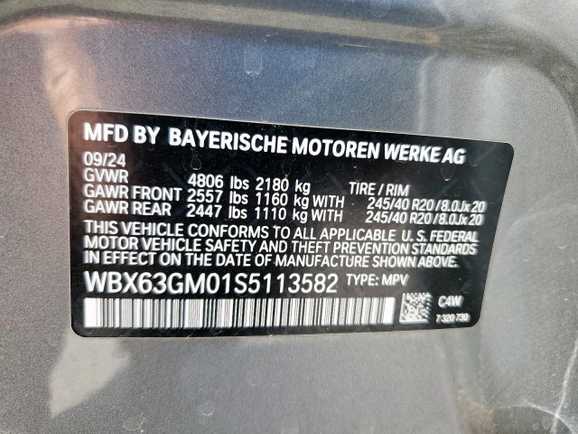 MFD BY BAYERISCHE MOTOREN WERKE AG
09/24
GVWR 4806 lbs 2180 kg TIRE / RIM
GAWR FRONT 2557 lbs 1160 kg WITH 245/40 R20 / 8.0Jx20
GAWR REAR 2447 lbs 1110 kg WITH 245/40 R20 / 8.0Jx20
THIS VEHICLE CONFORMS TO ALL APPLICABLE U.S. FEDERAL
MOTOR VEHICLE SAFETY AND THEFT PREVENTION STANDARDS
IN EFFECT ON THE DATE OF MANUFACTURE SHOWN ABOVE.
WBX63GM01S5113582 TYPE: MPV
C4W
7 320 730